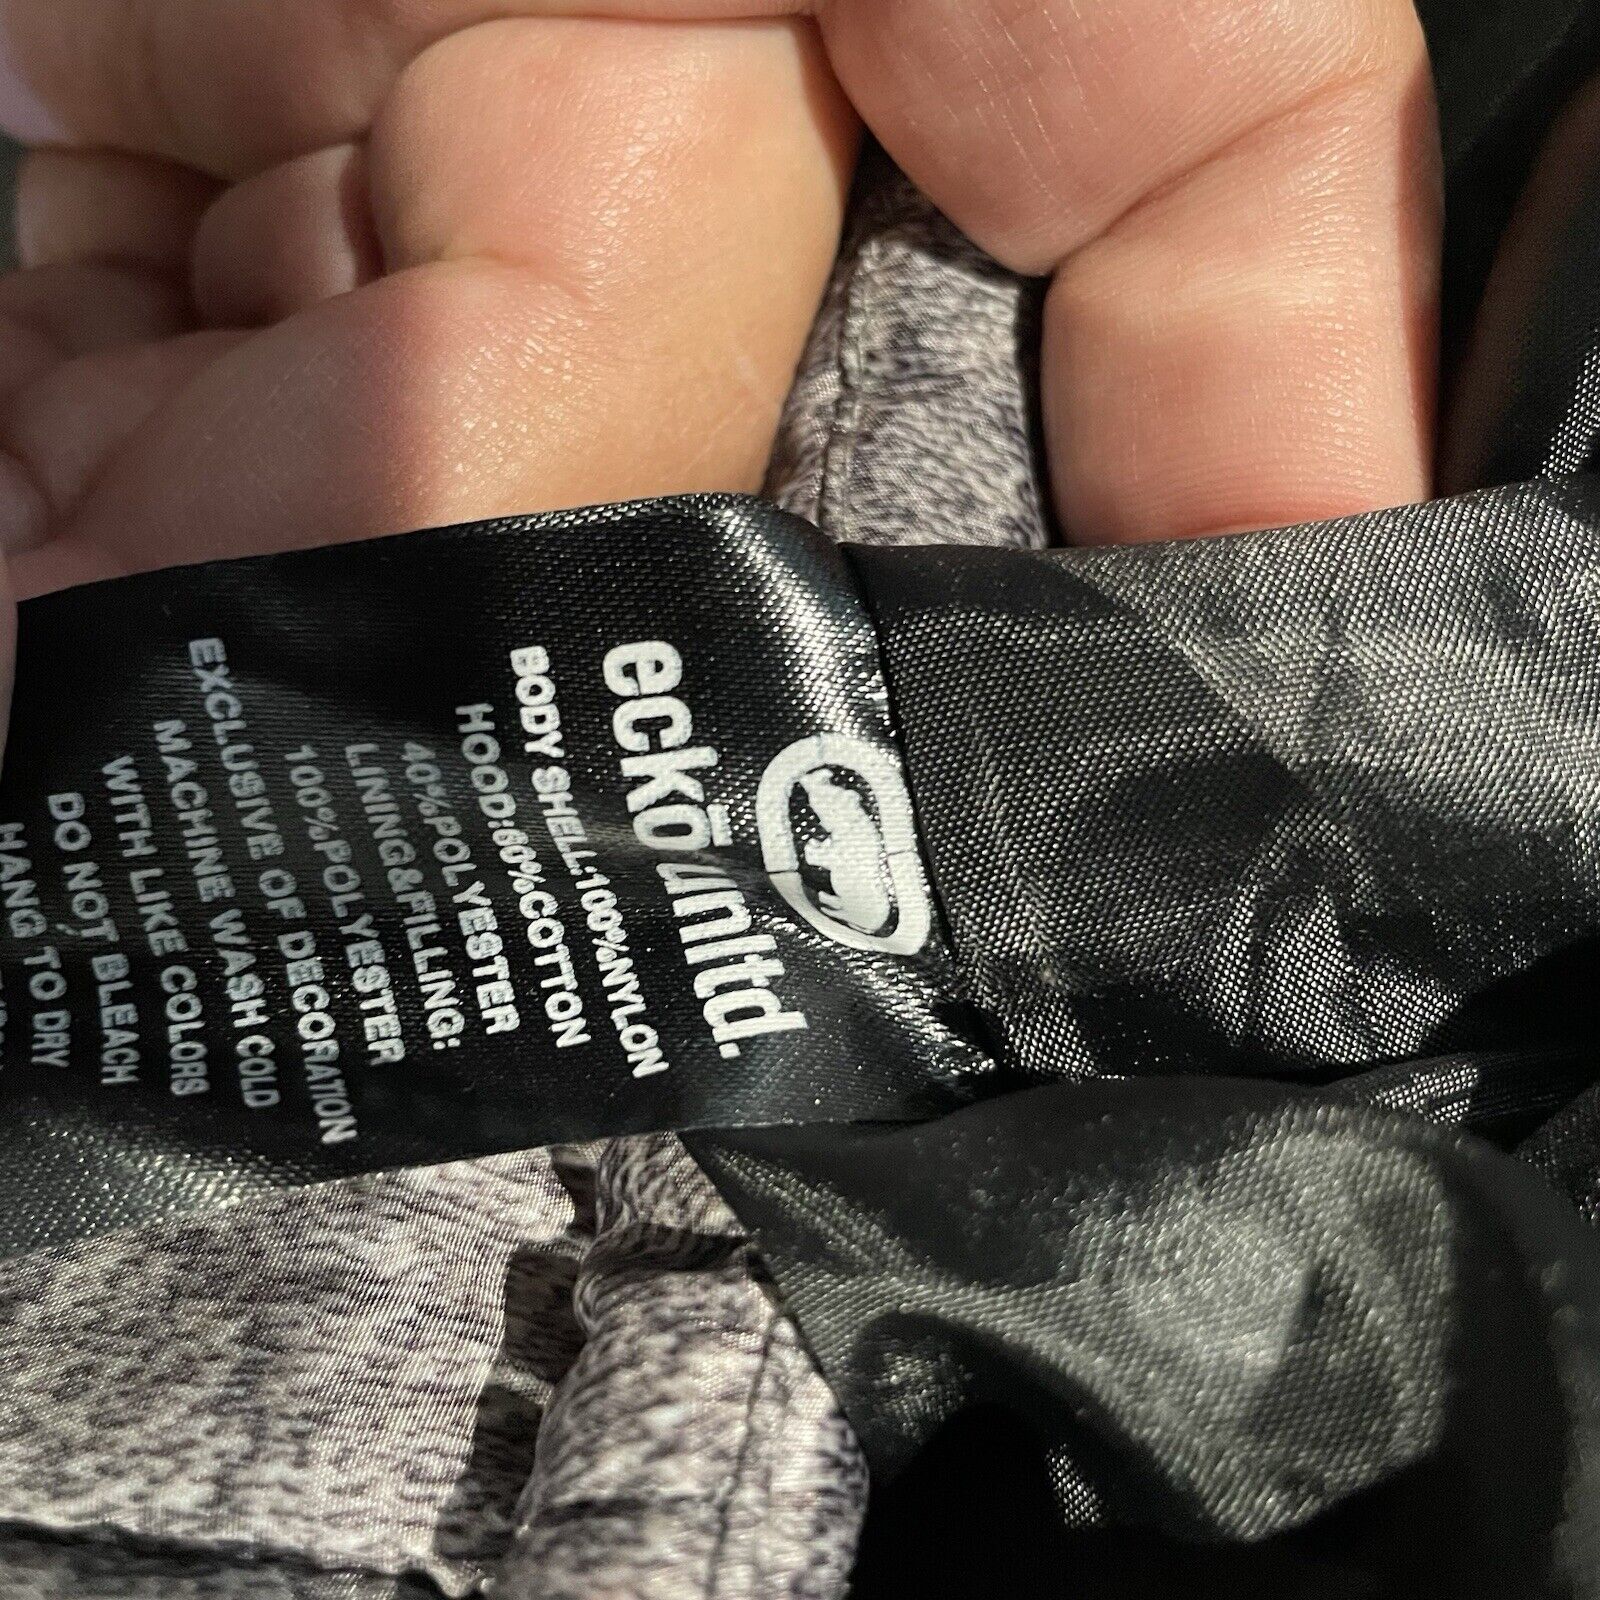 eckō unltd.
BODY SHELL:100%NYLON
HOOD:60%COTTON
40%POLYESTER
LINING&FILLING:
100%POLYESTER
EXCLUSIVE OF DECORATION
MACHINE WASH COLD
WITH LIKE COLORS
DO NOT BLEACH
HANG TO DRY